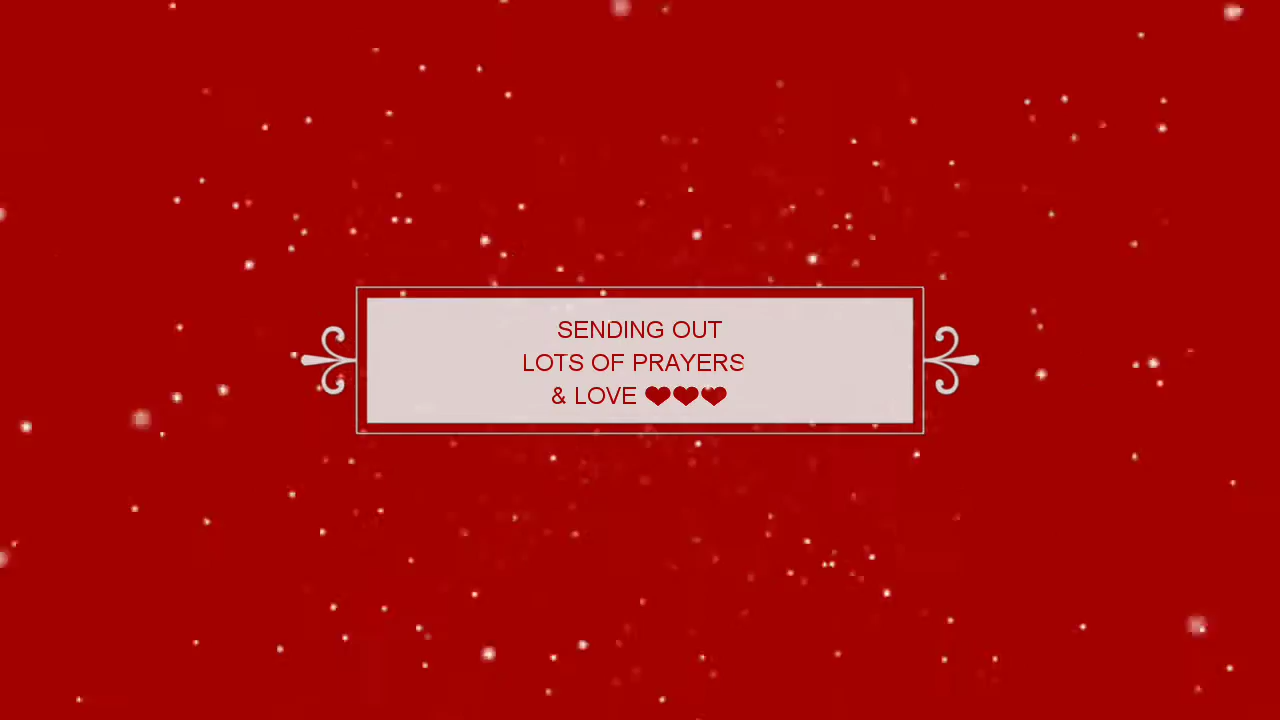 SENDING OUT
LOTS OF PRAYERS
& LOVE ❤❤❤